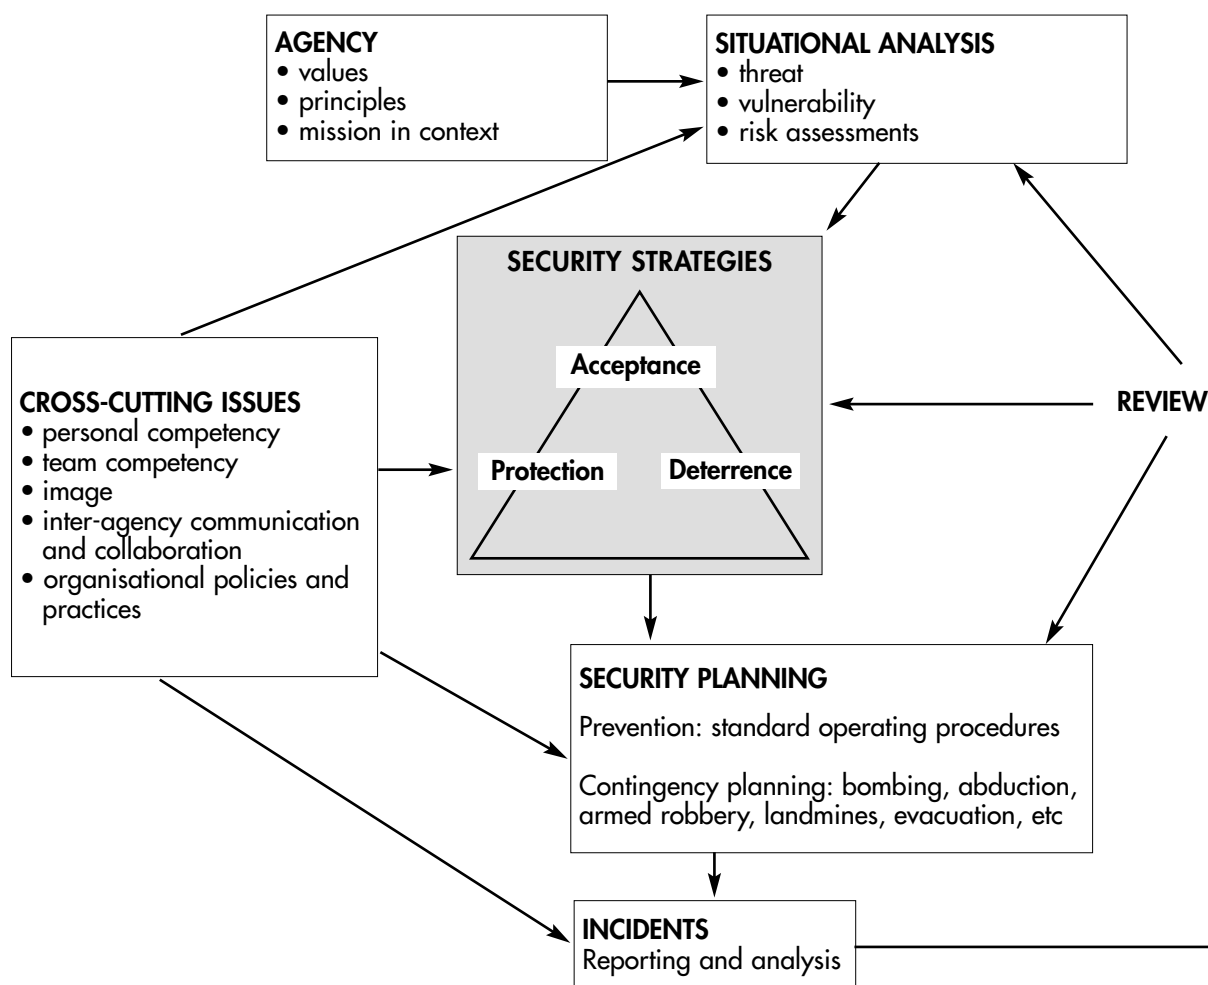 AGENCY
• values
• principles
• mission in context
SITUATIONAL ANALYSIS
• threat
• vulnerability
• risk assessments
SECURITY STRATEGIES
Acceptance
Protection
Deterrence
CROSS-CUTTING ISSUES
• personal competency
• team competency
• image
• inter-agency communication
and collaboration
• organisational policies and
practices
REVIEW
SECURITY PLANNING
Prevention: standard operating procedures
Contingency planning: bombing, abduction,
armed robbery, landmines, evacuation, etc
INCIDENTS
Reporting and analysis